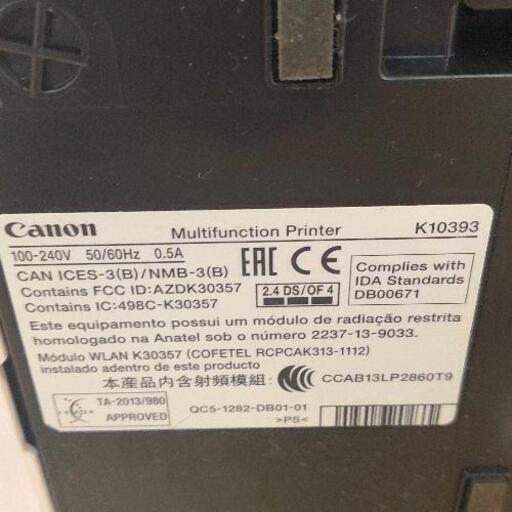 Canon Multifunction Printer K10393
100-240V 50/60Hz 0.5A
CAN ICES-3(B)/NMB-3(B)
Contains FCC ID:AZDK30357
Contains IC:498C-K30357
EAC CE
2.4 DS/OF 4
Complies with
IDA Standards
DB00671
Este equipamento possui um módulo de radiação restrita
homologado na Anatel sob o número 2237-13-9033.
Módulo WLAN K30357 (COFETEL RCPCAK313-1112)
instalado adentro de este producto
本産品内含射頻模組: CCAB13LP2860T9
TA-2013/980
APPROVED
QC5-1282-DB01-01
>PS<